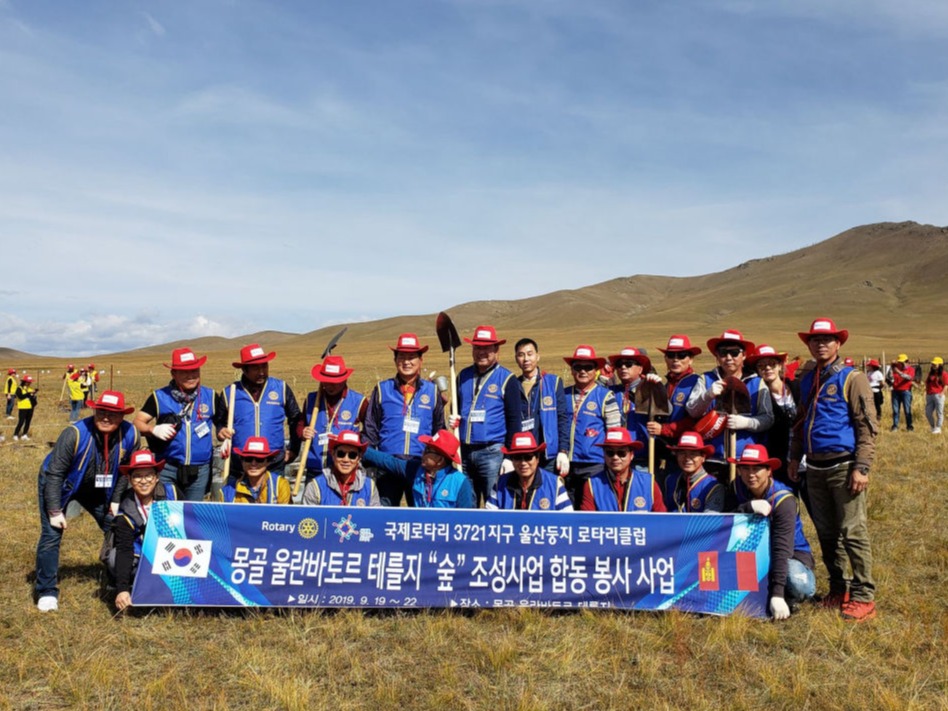 Rotary
국제로타리 3721지구 울산둥지 로타리클럽
몽골 울란바토르 테를지 "숲" 조성사업 합동 봉사 사업
▶일시 : 2019. 9. 19 ~ 22 ▶장소 : 몽골 울란바토르 테를지